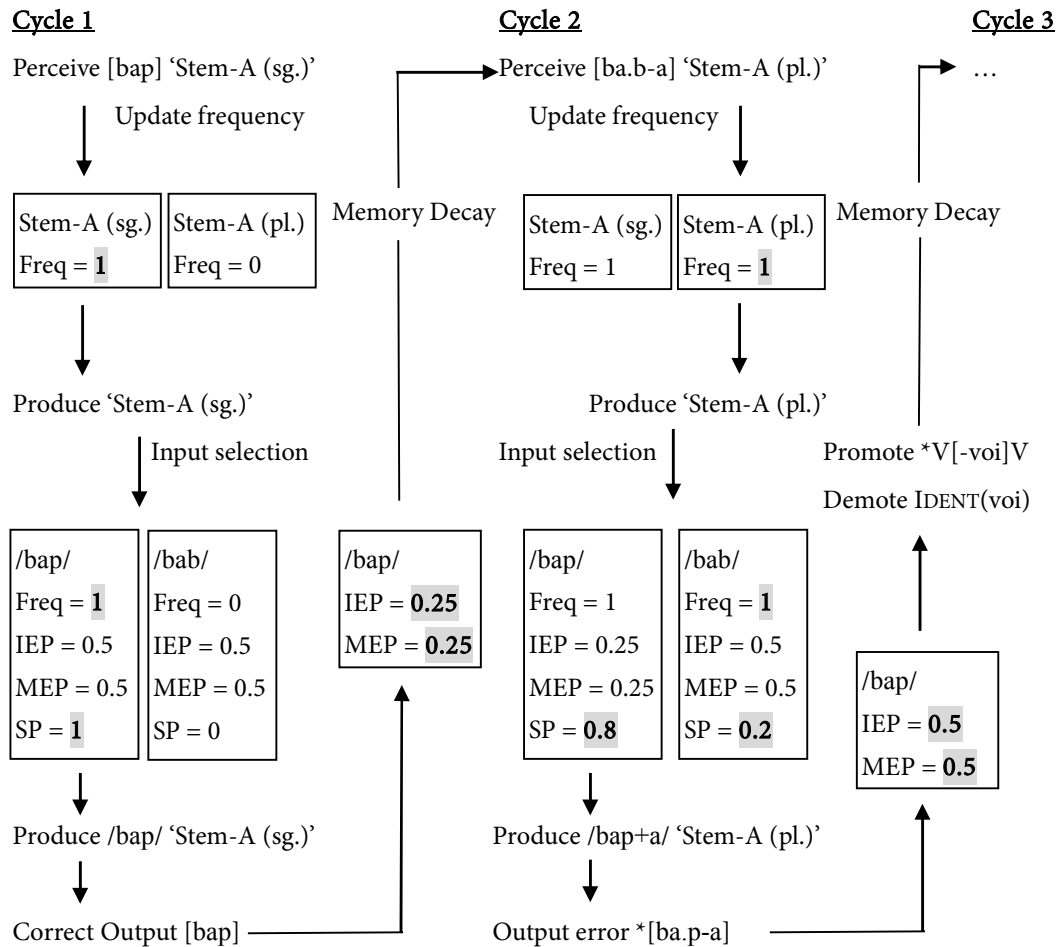 Cycle 1
Perceive [bap] ‘Stem-A (sg.)’
Update frequency
Stem-A (sg.)
Freq = 1
Stem-A (pl.)
Freq = 0
Produce ‘Stem-A (sg.)’
Input selection
/bap/
Freq = 1
IEP = 0.5
MEP = 0.5
SP = 1
/bab/
Freq = 0
IEP = 0.5
MEP = 0.5
SP = 0
Produce /bap/ ‘Stem-A (sg.)’
Correct Output [bap]
/bap/
IEP = 0.25
MEP = 0.25
Memory Decay
Cycle 2
Perceive [ba.b-a] ‘Stem-A (pl.)’
Update frequency
Stem-A (sg.)
Freq = 1
Stem-A (pl.)
Freq = 1
Produce ‘Stem-A (pl.)’
Input selection
/bap/
Freq = 1
IEP = 0.25
MEP = 0.25
SP = 0.8
/bab/
Freq = 1
IEP = 0.5
MEP = 0.5
SP = 0.2
Produce /bap+a/ ‘Stem-A (pl.)’
Output error *[ba.p-a]
/bap/
IEP = 0.5
MEP = 0.5
Promote *V[-voi]V
Demote IDENT(voi)
Memory Decay
Cycle 3
…